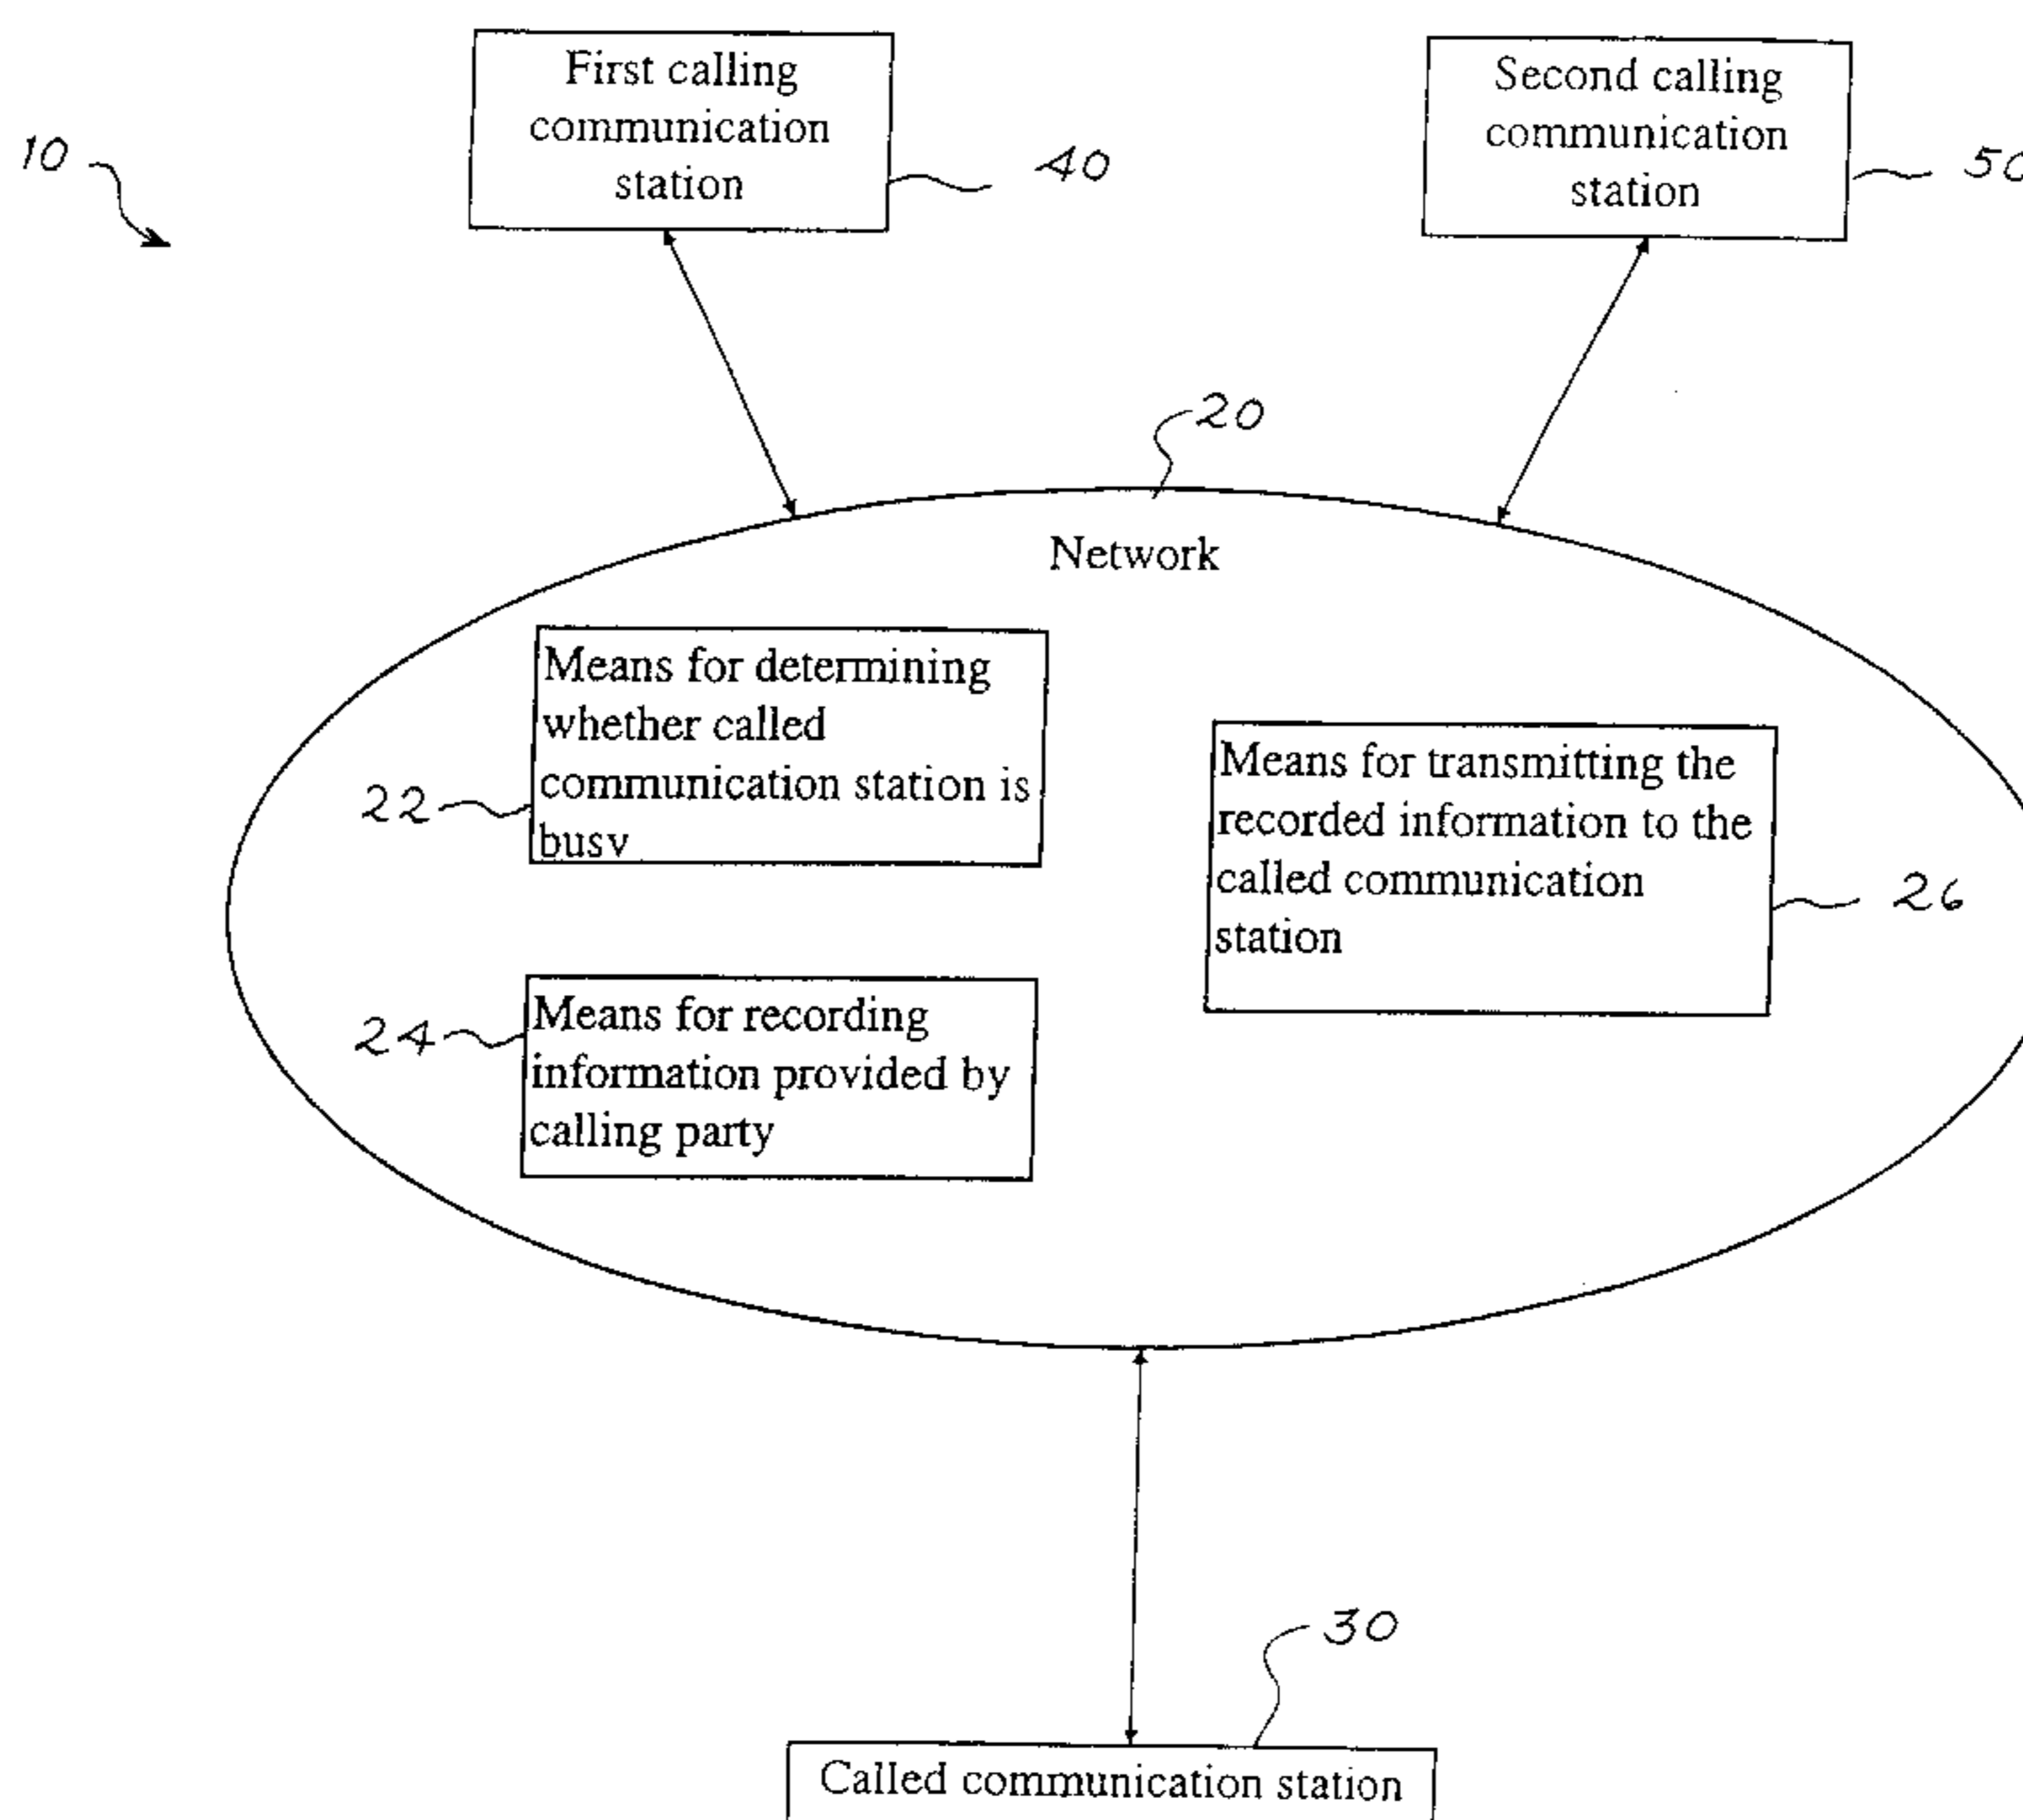 First calling
communication
station
Second calling
communication
station
10
40
50
20
Network
Means for determining
whether called
communication station is
busy
22
Means for transmitting the
recorded information to the
called communication
station
26
Means for recording
information provided by
calling party
24
30
Called communication station